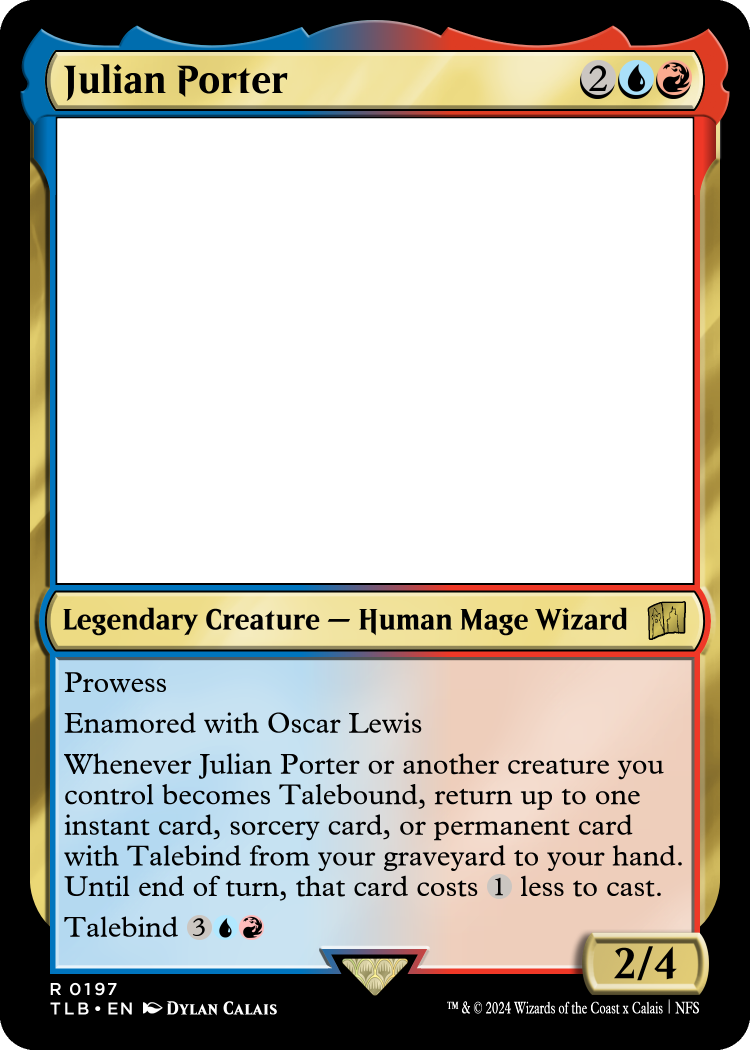 Julian Porter 2
Legendary Creature — Human Mage Wizard
Prowess
Enamored with Oscar Lewis
Whenever Julian Porter or another creature you
control becomes Talebound, return up to one
instant card, sorcery card, or permanent card
with Talebind from your graveyard to your hand.
Until end of turn, that card costs 1 less to cast.
Talebind 3
2/4
R 0197
TLB • EN Dylan Calais
™ & © 2024 Wizards of the Coast x Calais | NFS